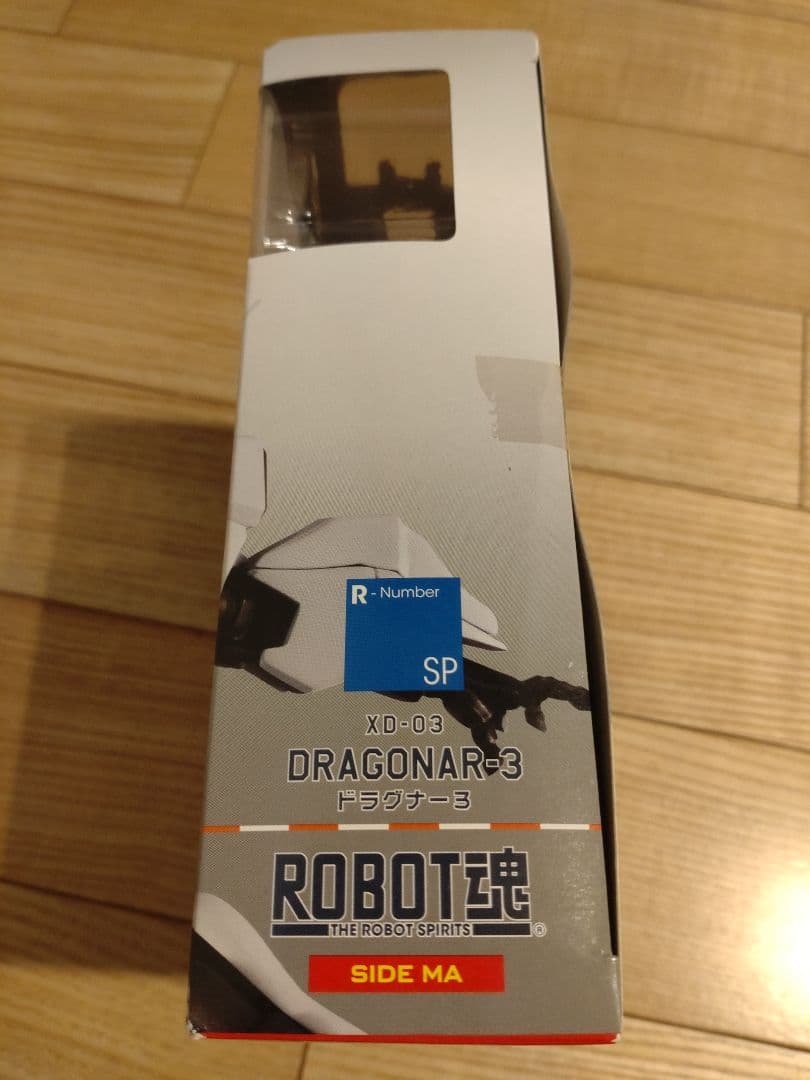 R - Number
SP
XD-03
DRAGONAR-3
ドラグナー3
ROBOT魂
THE ROBOT SPIRITS ®
SIDE MA